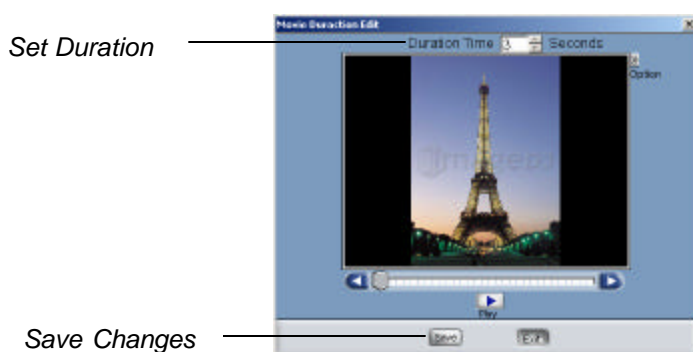 Movie Duraction Edit
Set Duration
Duration Time 3 Seconds
Option
Play
Save Changes
Save Exit